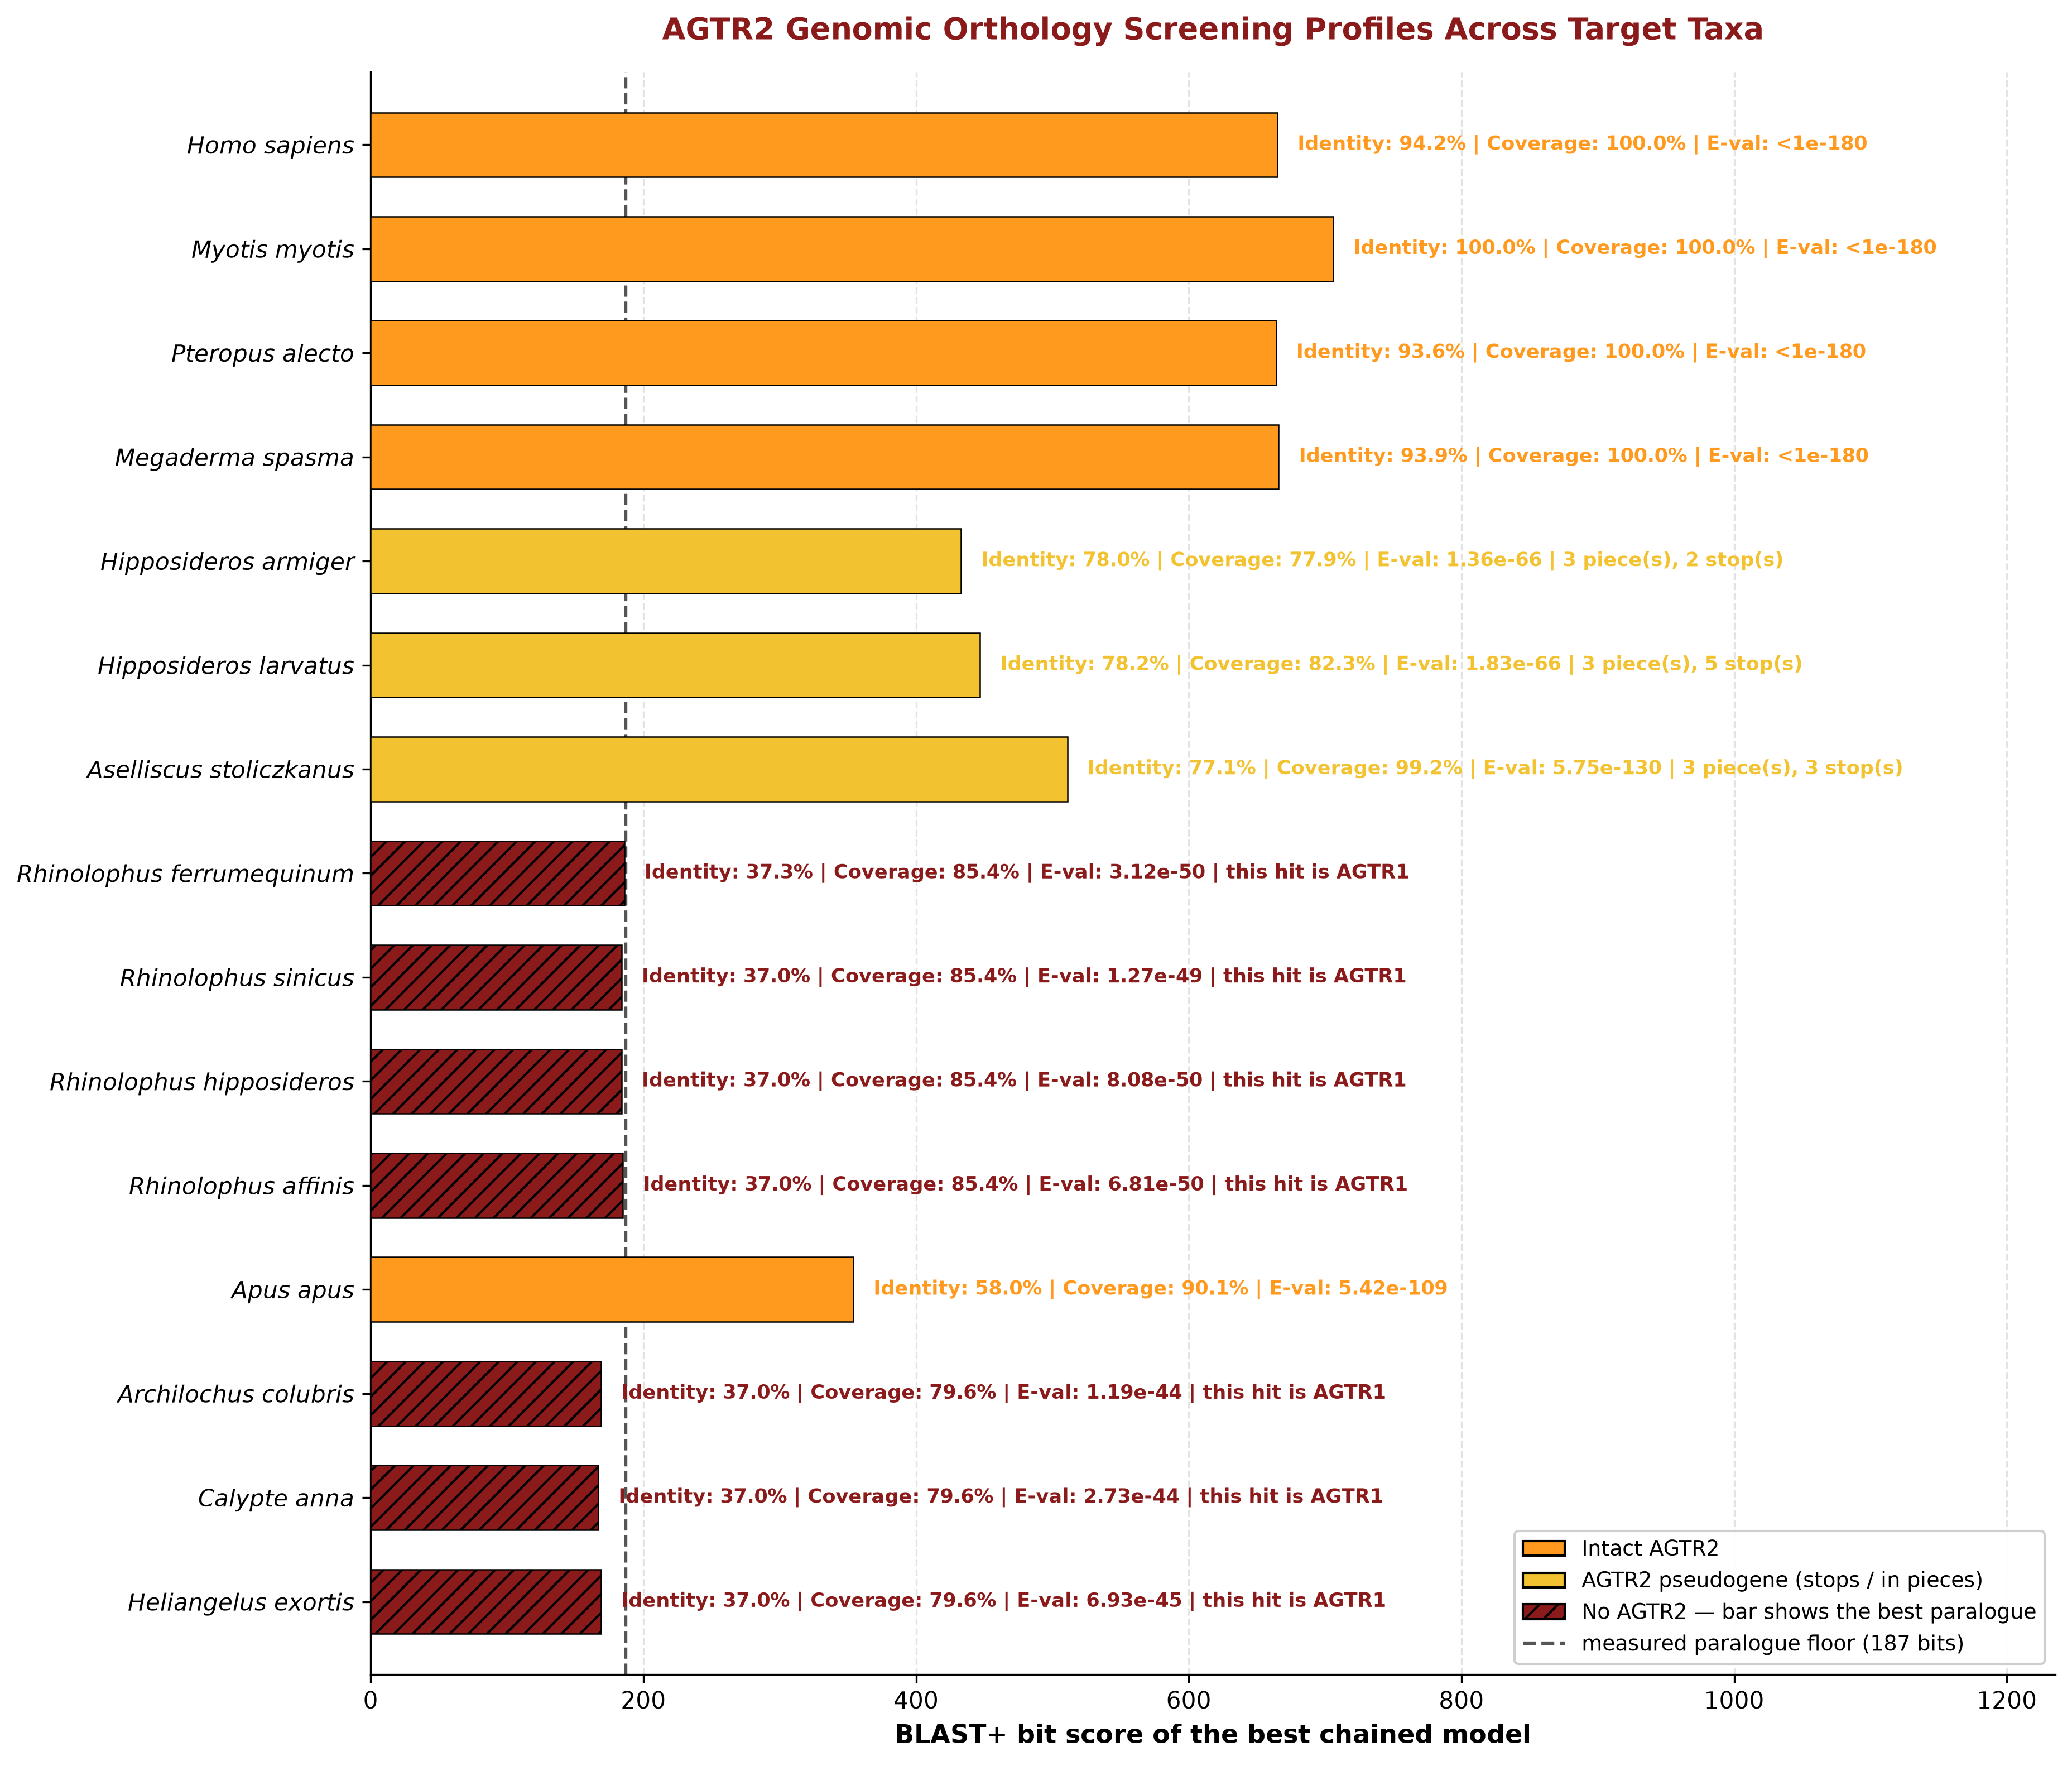 AGTR2 Genomic Orthology Screening Profiles Across Target Taxa
Homo sapiens
Identity: 94.2% | Coverage: 100.0% | E-val: <1e-180
Myotis myotis
Identity: 100.0% | Coverage: 100.0% | E-val: <1e-180
Pteropus alecto
Identity: 93.6% | Coverage: 100.0% | E-val: <1e-180
Megaderma spasma
Identity: 93.9% | Coverage: 100.0% | E-val: <1e-180
Hipposideros armiger
Identity: 78.0% | Coverage: 77.9% | E-val: 1.36e-66 | 3 piece(s), 2 stop(s)
Hipposideros larvatus
Identity: 78.2% | Coverage: 82.3% | E-val: 1.83e-66 | 3 piece(s), 5 stop(s)
Aselliscus stoliczkanus
Identity: 77.1% | Coverage: 99.2% | E-val: 5.75e-130 | 3 piece(s), 3 stop(s)
Rhinolophus ferrumequinum
Identity: 37.3% | Coverage: 85.4% | E-val: 3.12e-50 | this hit is AGTR1
Rhinolophus sinicus
Identity: 37.0% | Coverage: 85.4% | E-val: 1.27e-49 | this hit is AGTR1
Rhinolophus hipposideros
Identity: 37.0% | Coverage: 85.4% | E-val: 8.08e-50 | this hit is AGTR1
Rhinolophus affinis
Identity: 37.0% | Coverage: 85.4% | E-val: 6.81e-50 | this hit is AGTR1
Apus apus
Identity: 58.0% | Coverage: 90.1% | E-val: 5.42e-109
Archilochus colubris
Identity: 37.0% | Coverage: 79.6% | E-val: 1.19e-44 | this hit is AGTR1
Calypte anna
Identity: 37.0% | Coverage: 79.6% | E-val: 2.73e-44 | this hit is AGTR1
Heliangelus exortis
Identity: 37.0% | Coverage: 79.6% | E-val: 6.93e-45 | this hit is AGTR1
Intact AGTR2
AGTR2 pseudogene (stops / in pieces)
No AGTR2 — bar shows the best paralogue
measured paralogue floor (187 bits)
0 200 400 600 800 1000 1200
BLAST+ bit score of the best chained model